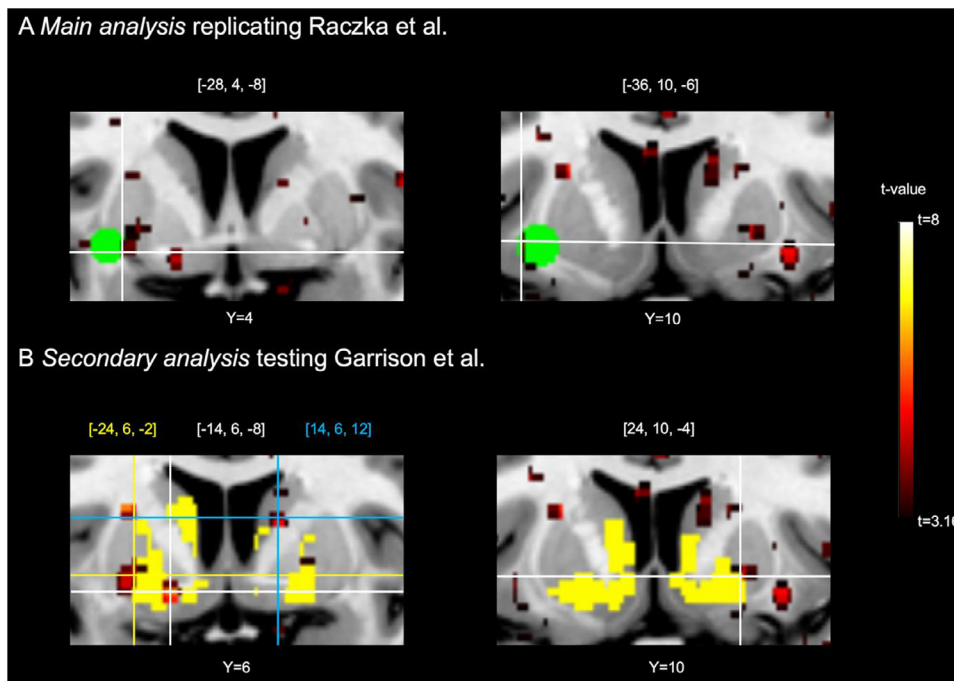 A Main analysis replicating Raczka et al.
[-28, 4, -8]
[-36, 10, -6]
Y=4
Y=10
t-value
t=8
t=3.16
B Secondary analysis testing Garrison et al.
[-24, 6, -2] [-14, 6, -8] [14, 6, 12]
[24, 10, -4]
Y=6
Y=10